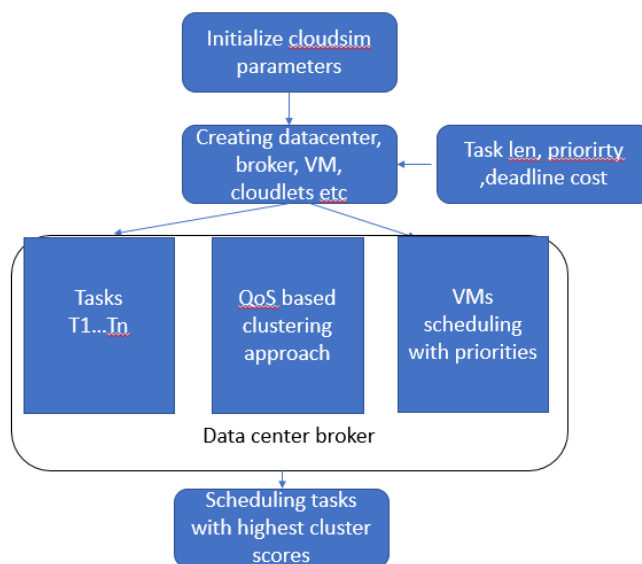 Initialize cloudsim
parameters
Creating datacenter,
broker, VM,
cloudlets etc
Task len, priorirty
,deadline cost
Tasks
T1...Tn
QoS based
clustering
approach
VMs
scheduling
with priorities
Data center broker
Scheduling tasks
with highest cluster
scores